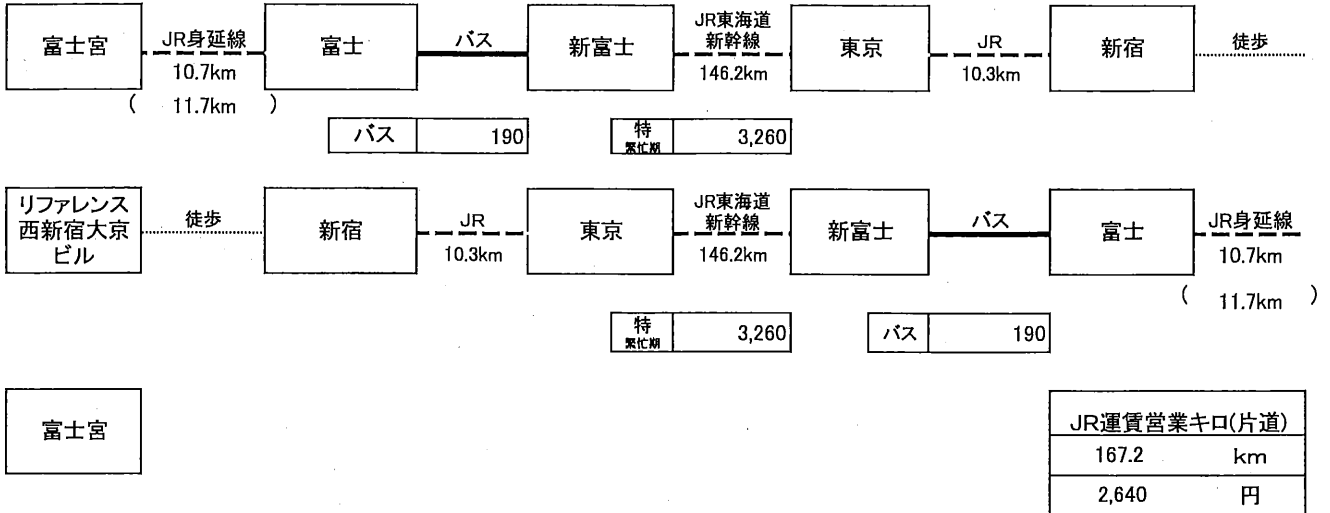 富士宮 JR身延線 富士 バス 新富士 JR東海道新幹線 東京 JR 新宿 徒歩
10.7km 146.2km 10.3km
( 11.7km )
バス 190 特繁忙期 3,260
リファレンス西新宿大京ビル 徒歩 新宿 JR 東京 JR東海道新幹線 新富士 バス 富士 JR身延線
10.3km 146.2km 10.7km
( 11.7km )
特繁忙期 3,260 バス 190
富士宮
JR運賃営業キロ(片道)
167.2 km
2,640 円